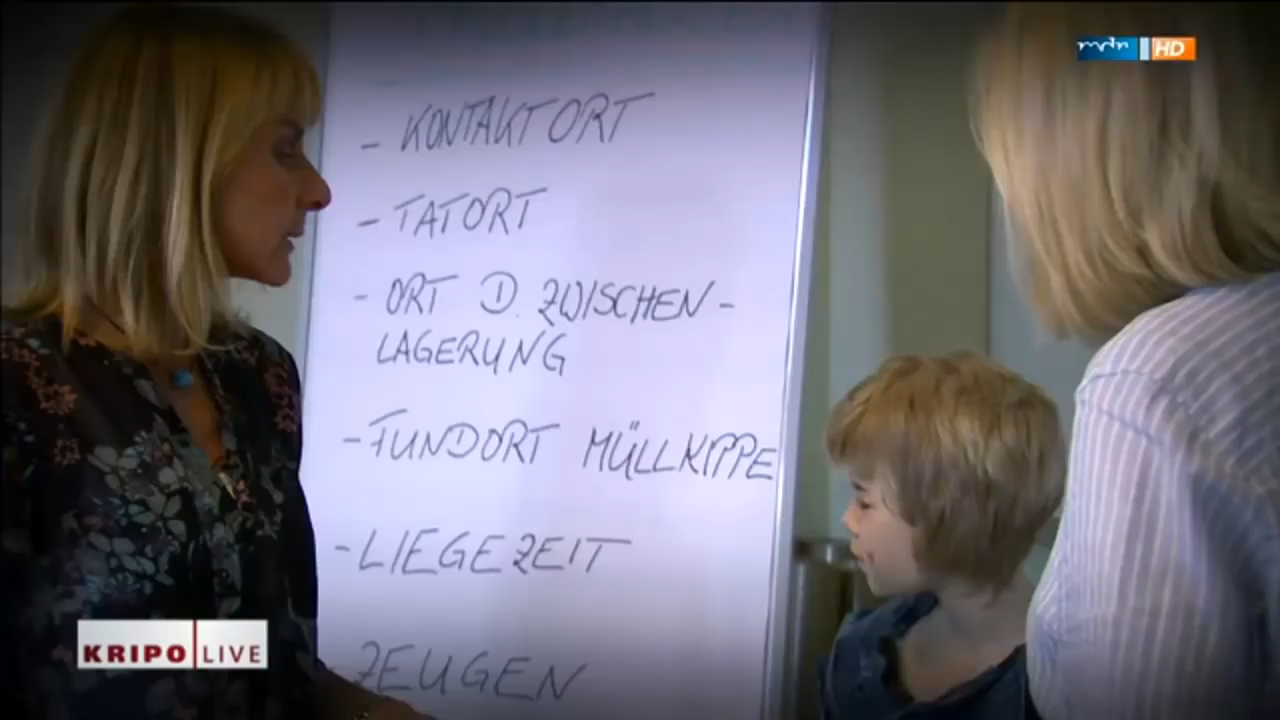 mdr HD
- KONTAKTORT
- TATORT
- ORT D. ZWISCHEN -
LAGERUNG
- FUNDORT MÜLLKIPPE
- LIEGEZEIT
- ZEUGEN
KRIPO LIVE